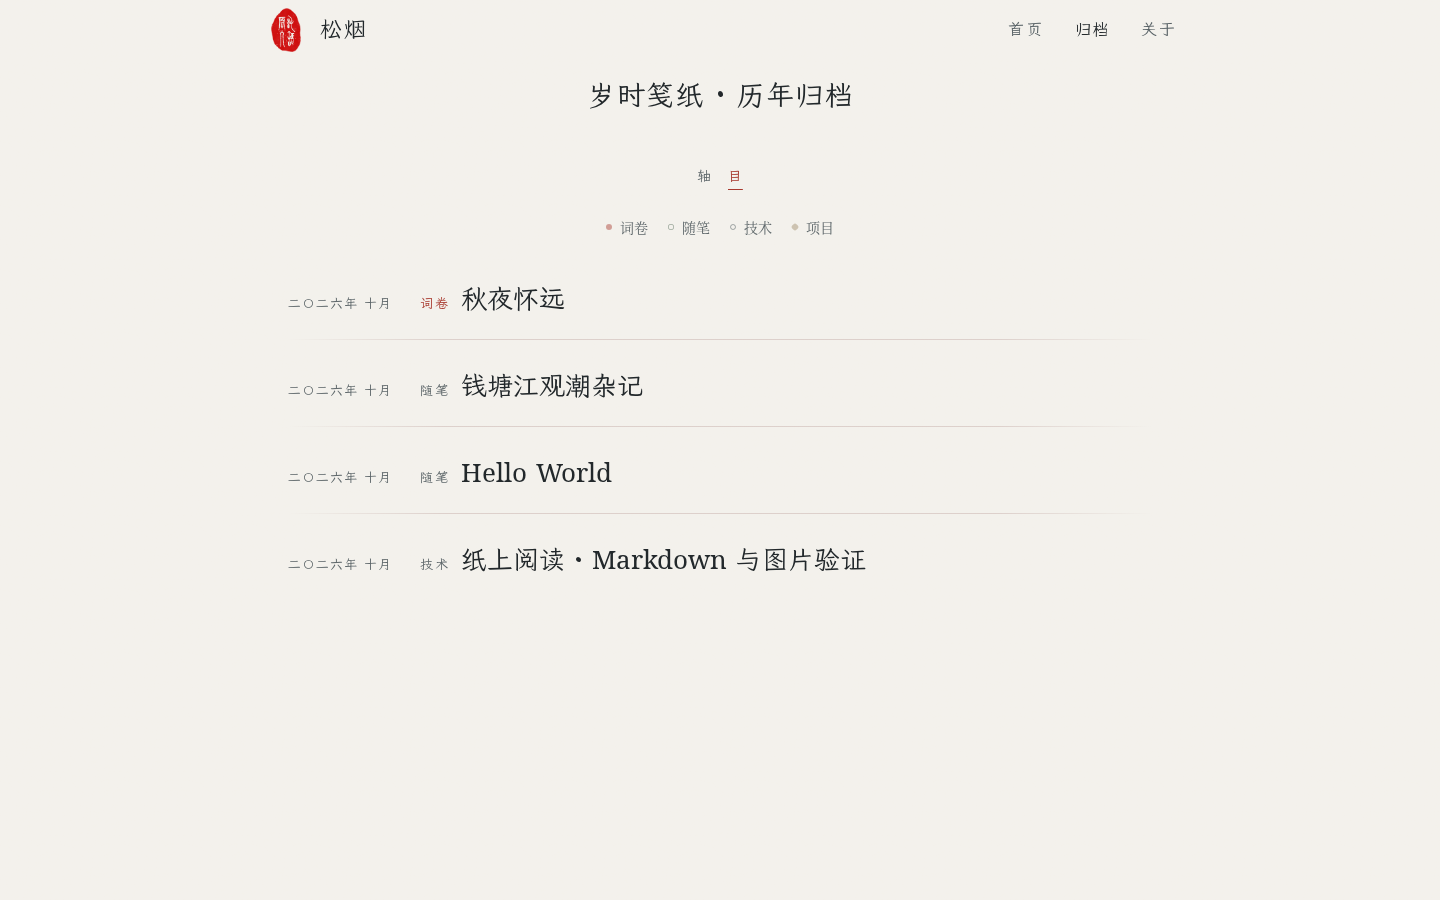 松烟
首页 归档 关于
岁时笺纸・历年归档
轴 目
词卷 随笔 技术 项目
二〇二六年 十月 词卷 秋夜怀远
二〇二六年 十月 随笔 钱塘江观潮杂记
二〇二六年 十月 随笔 Hello World
二〇二六年 十月 技术 纸上阅读・Markdown 与图片验证